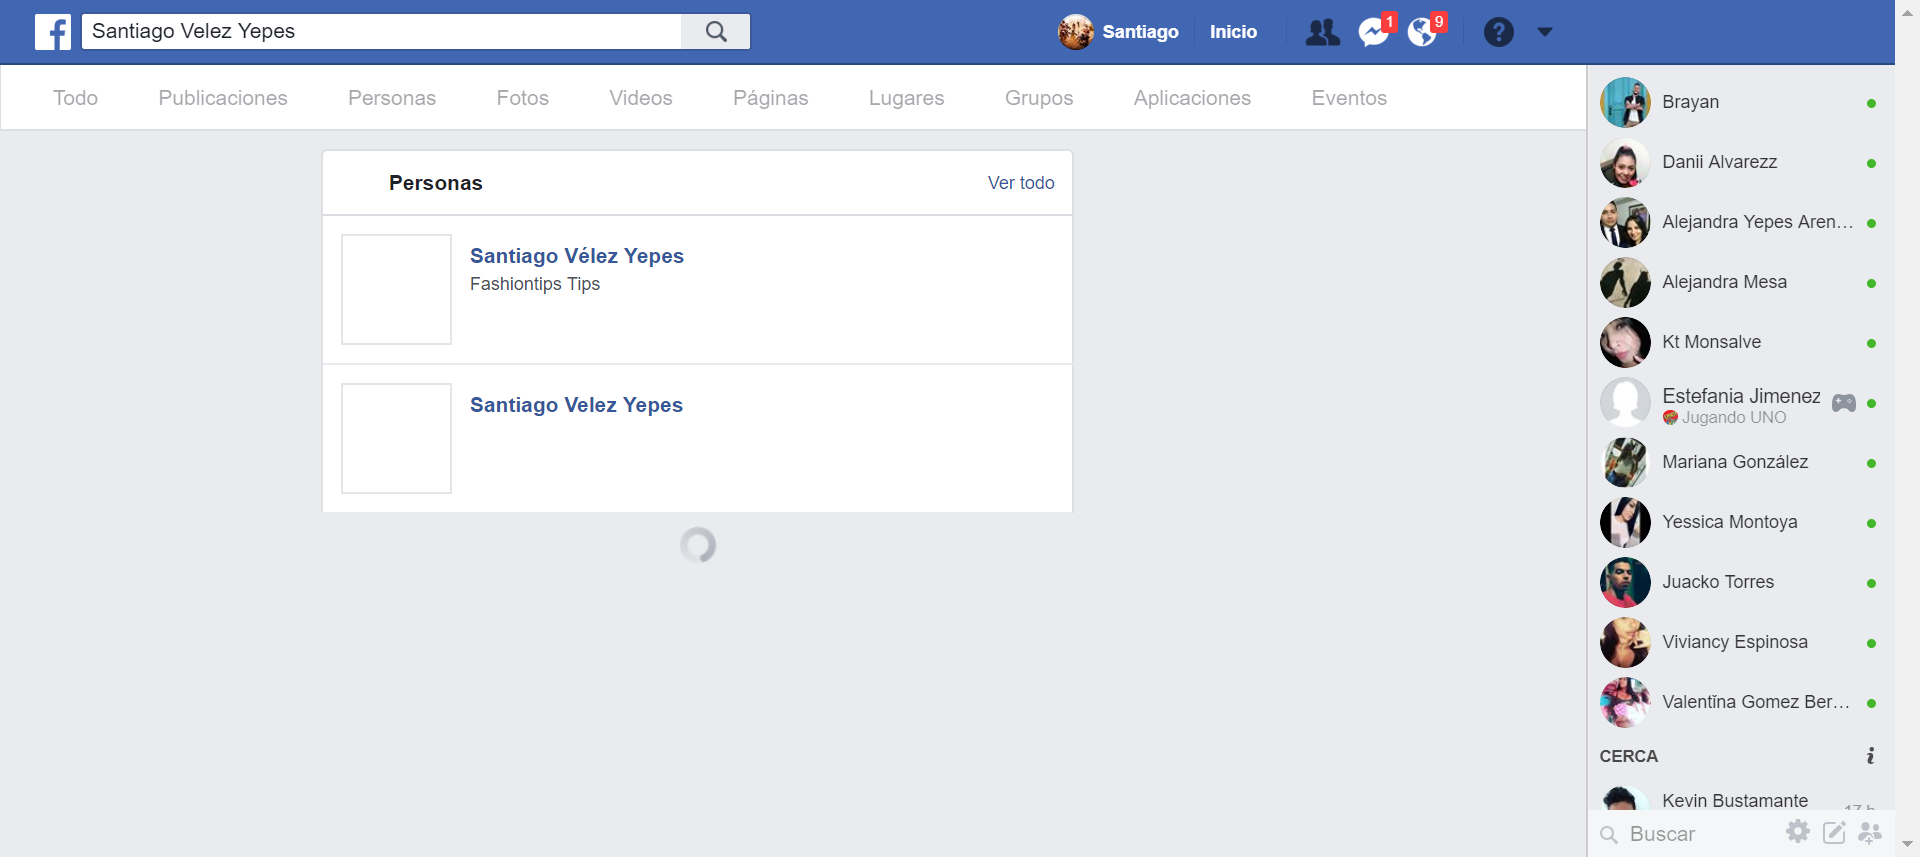 Santiago Velez Yepes
Santiago
Inicio
1
9
Todo Publicaciones Personas Fotos Videos Páginas Lugares Grupos Aplicaciones Eventos
Personas
Ver todo
Santiago Vélez Yepes
Fashiontips Tips
Santiago Velez Yepes
Brayan
Danii Alvarezz
Alejandra Yepes Aren...
Alejandra Mesa
Kt Monsalve
Estefania Jimenez
Jugando UNO
Mariana González
Yessica Montoya
Juacko Torres
Viviancy Espinosa
Valentĭna Gomez Ber...
CERCA
Kevin Bustamante
17 h
Buscar